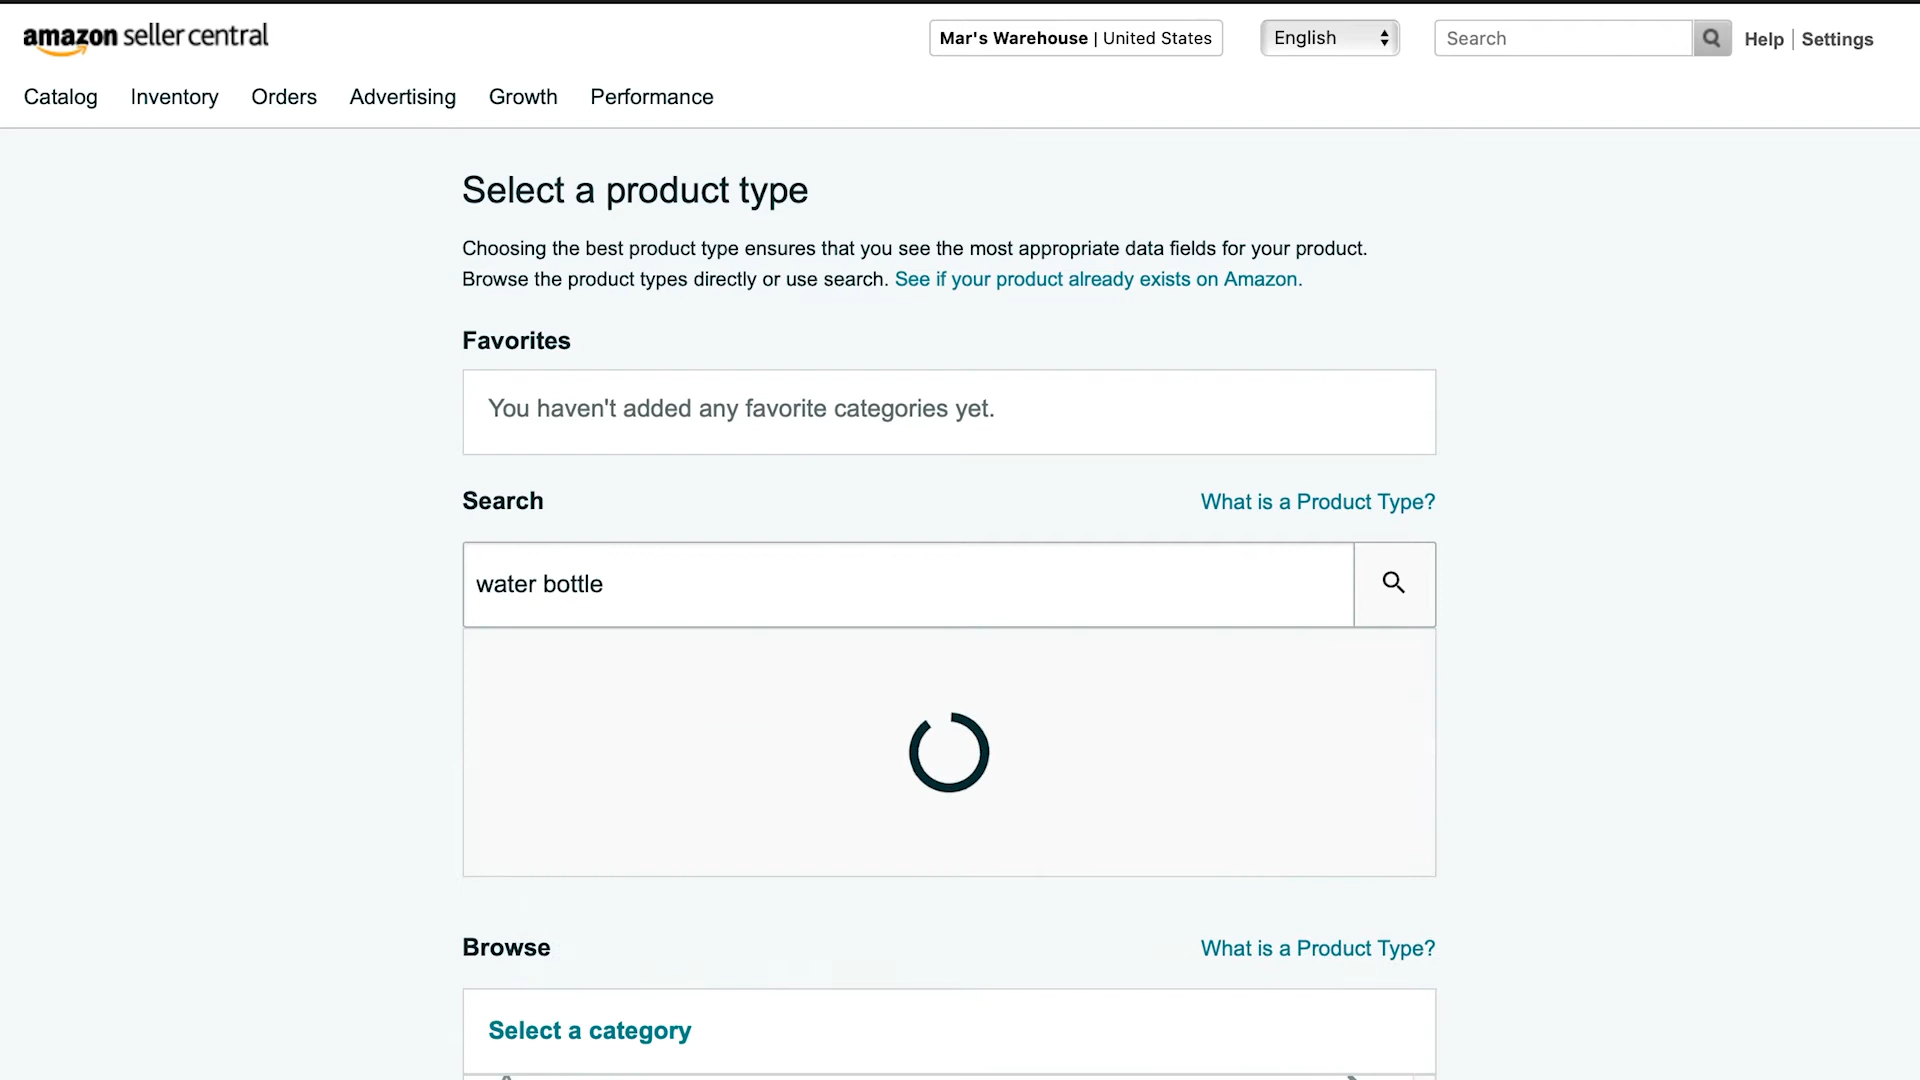 amazon seller central
Mar's Warehouse | United States
English
Search
Help
Settings
Catalog
Inventory
Orders
Advertising
Growth
Performance
Select a product type
Choosing the best product type ensures that you see the most appropriate data fields for your product.
Browse the product types directly or use search. See if your product already exists on Amazon.
Favorites
You haven't added any favorite categories yet.
Search
What is a Product Type?
water bottle
Browse
What is a Product Type?
Select a category